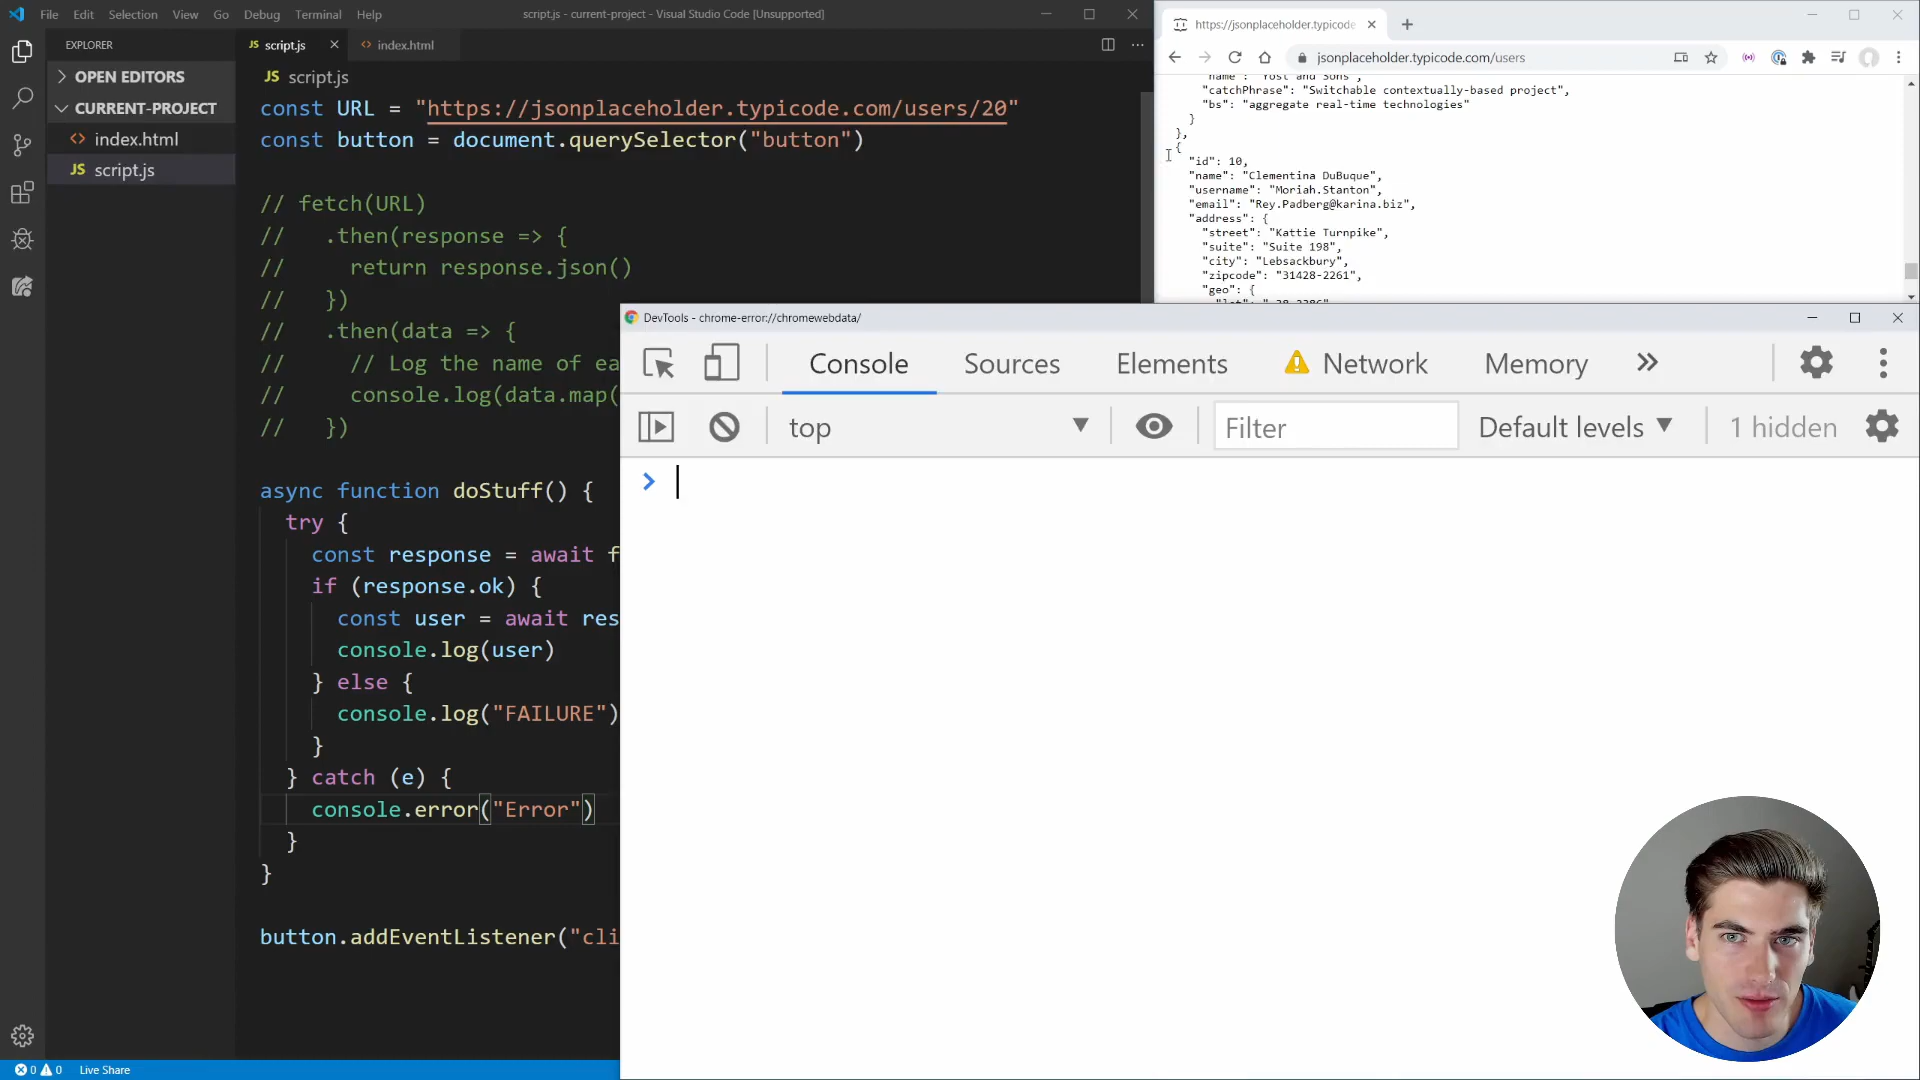 File Edit Selection View Go Debug Terminal Help
script.js - current-project - Visual Studio Code [Unsupported]
EXPLORER
OPEN EDITORS
CURRENT-PROJECT
index.html
JS script.js
JS script.js
index.html
JS script.js
const URL = "https://jsonplaceholder.typicode.com/users/20"
const button = document.querySelector("button")
// fetch(URL)
// .then(response => {
// return response.json()
// })
// .then(data => {
// // Log the name of ea
// console.log(data.map(
// })
async function doStuff() {
try {
const response = await f
if (response.ok) {
const user = await res
console.log(user)
} else {
console.log("FAILURE")
}
} catch (e) {
console.error("Error")
}
}
button.addEventListener("cli
0 0 Live Share
https://jsonplaceholder.typicode
jsonplaceholder.typicode.com/users
"name": "Yost and Sons",
"catchPhrase": "Switchable contextually-based project",
"bs": "aggregate real-time technologies"
}
},
{
"id": 10,
"name": "Clementina DuBuque",
"username": "Moriah.Stanton",
"email": "Rey.Padberg@karina.biz",
"address": {
"street": "Kattie Turnpike",
"suite": "Suite 198",
"city": "Lebsackbury",
"zipcode": "31428-2261",
"geo": {
DevTools - chrome-error://chromewebdata/
Console Sources Elements Network Memory
top Filter Default levels 1 hidden